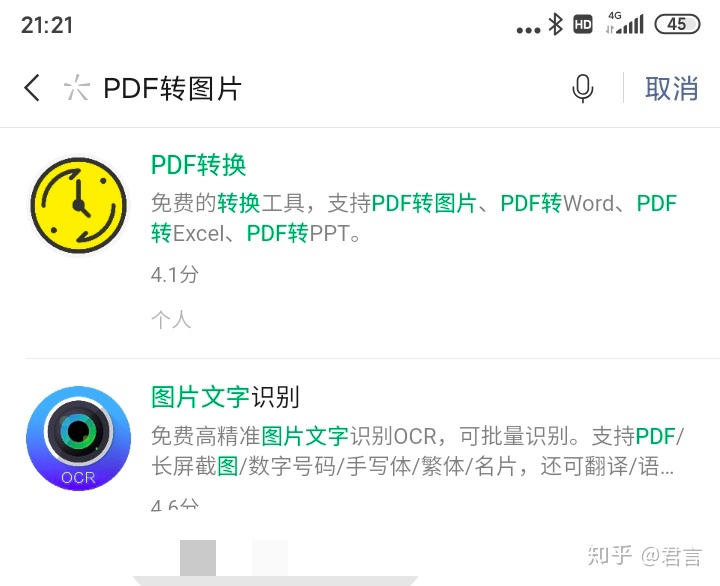 21:21
HD 4G 45
PDF转图片 取消
PDF转换
免费的转换工具，支持PDF转图片、PDF转Word、PDF
转Excel、PDF转PPT。
4.1分
个人
图片文字识别
免费高精准图片文字识别OCR，可批量识别。支持PDF/
长屏截图/数字号码/手写体/繁体/名片，还可翻译/语...
OCR
4.6分
知乎 @君言